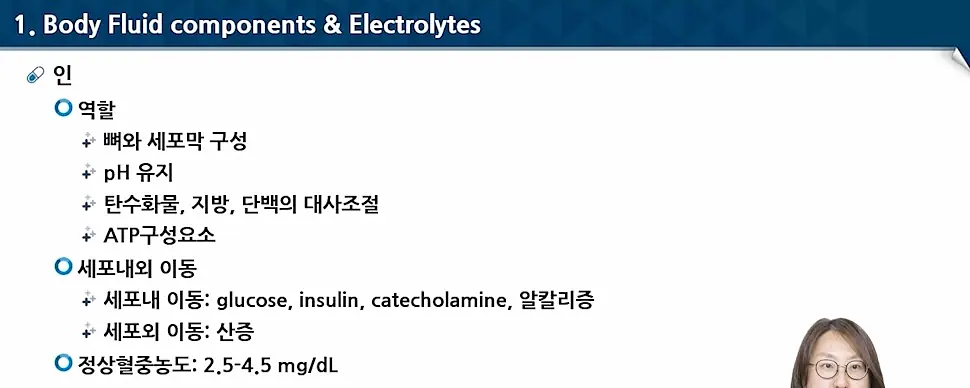 1. Body Fluid components & Electrolytes
인
역할
뼈와 세포막 구성
pH 유지
탄수화물, 지방, 단백의 대사조절
ATP구성요소
세포내외 이동
세포내 이동: glucose, insulin, catecholamine, 알칼리증
세포외 이동: 산증
정상혈중농도: 2.5-4.5 mg/dL